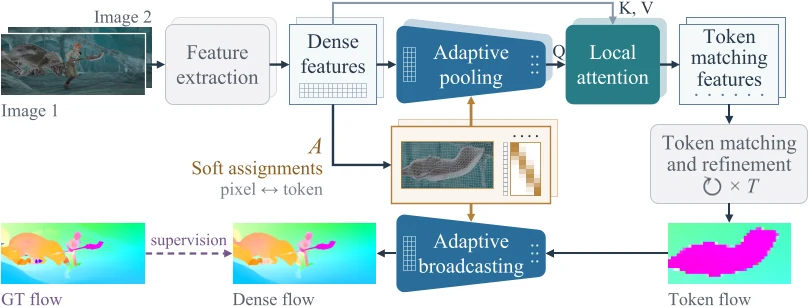 Image 2
Image 1
Feature
extraction
Dense
features
Adaptive
pooling
K, V
Q
Local
attention
Token
matching
features
A
Soft assignments
pixel ↔ token
Token matching
and refinement
↻ × T
Adaptive
broadcasting
supervision
GT flow
Dense flow
Token flow